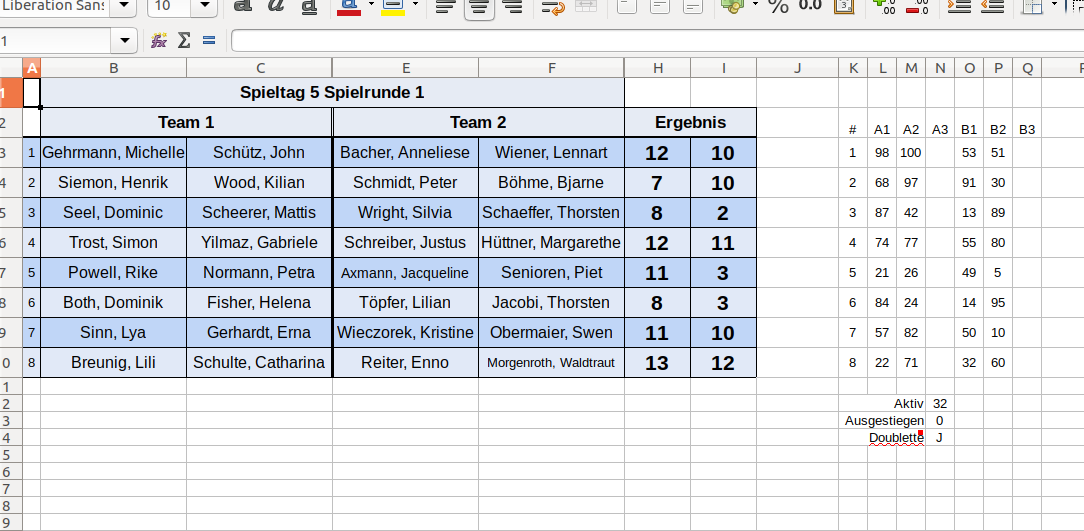 Liberation Sans 10 % 0.0
1
A B C E F H I J K L M N O P Q
1 Spieltag 5 Spielrunde 1
2 Team 1 Team 2 Ergebnis # A1 A2 A3 B1 B2 B3
3 1 Gehrmann, Michelle Schütz, John Bacher, Anneliese Wiener, Lennart 12 10 1 98 100 53 51
4 2 Siemon, Henrik Wood, Kilian Schmidt, Peter Böhme, Bjarne 7 10 2 68 97 91 30
5 3 Seel, Dominic Scheerer, Mattis Wright, Silvia Schaeffer, Thorsten 8 2 3 87 42 13 89
6 4 Trost, Simon Yilmaz, Gabriele Schreiber, Justus Hüttner, Margarethe 12 11 4 74 77 55 80
7 5 Powell, Rike Normann, Petra Axmann, Jacqueline Senioren, Piet 11 3 5 21 26 49 5
8 6 Both, Dominik Fisher, Helena Töpfer, Lilian Jacobi, Thorsten 8 3 6 84 24 14 95
9 7 Sinn, Lya Gerhardt, Erna Wieczorek, Kristine Obermaier, Swen 11 10 7 57 82 50 10
0 8 Breunig, Lili Schulte, Catharina Reiter, Enno Morgenroth, Waldtraut 13 12 8 22 71 32 60
1
2 Aktiv 32
3 Ausgestiegen 0
4 Doublette J
5
6
7
8
9